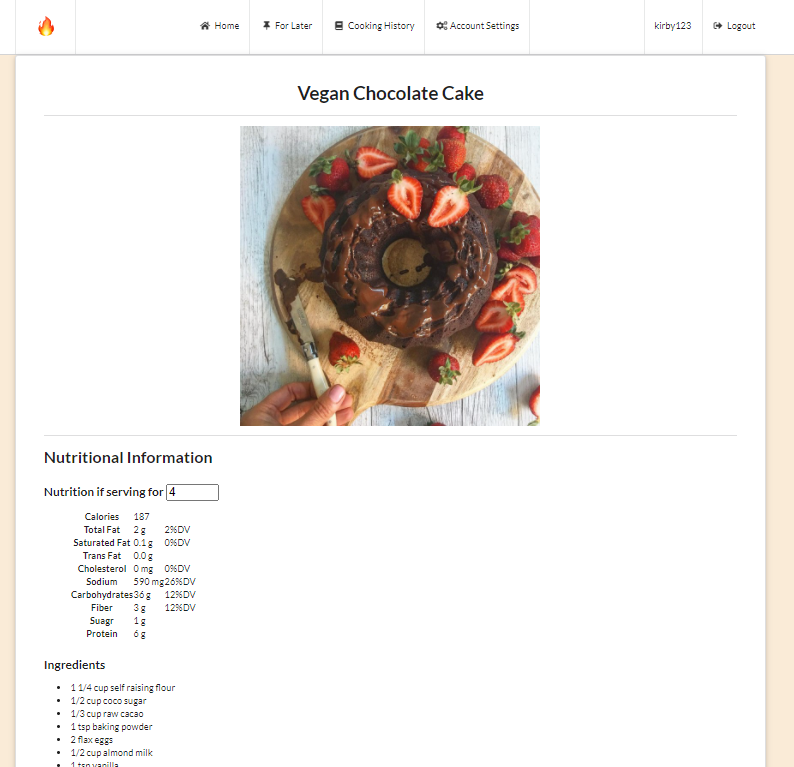 Home For Later Cooking History Account Settings kirby123 Logout
Vegan Chocolate Cake
Nutritional Information
Nutrition if serving for 4
Calories 187
Total Fat 2 g 2%DV
Saturated Fat 0.1 g 0%DV
Trans Fat 0.0 g
Cholesterol 0 mg 0%DV
Sodium 590 mg 26%DV
Carbohydrates 36 g 12%DV
Fiber 3 g 12%DV
Suagr 1 g
Protein 6 g
Ingredients
1 1/4 cup self raising flour
1/2 cup coco sugar
1/3 cup raw cacao
1 tsp baking powder
2 flax eggs
1/2 cup almond milk
1 tsp vanilla